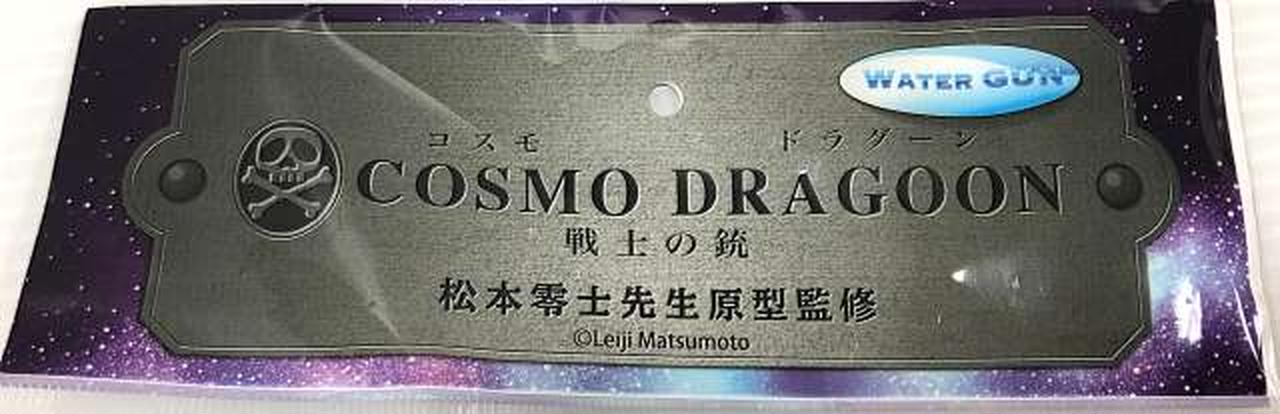 WATER GUN
コスモ ドラグーン
COSMO DRAGOON
戦士の銃
松本零士先生原型監修
©Leiji Matsumoto